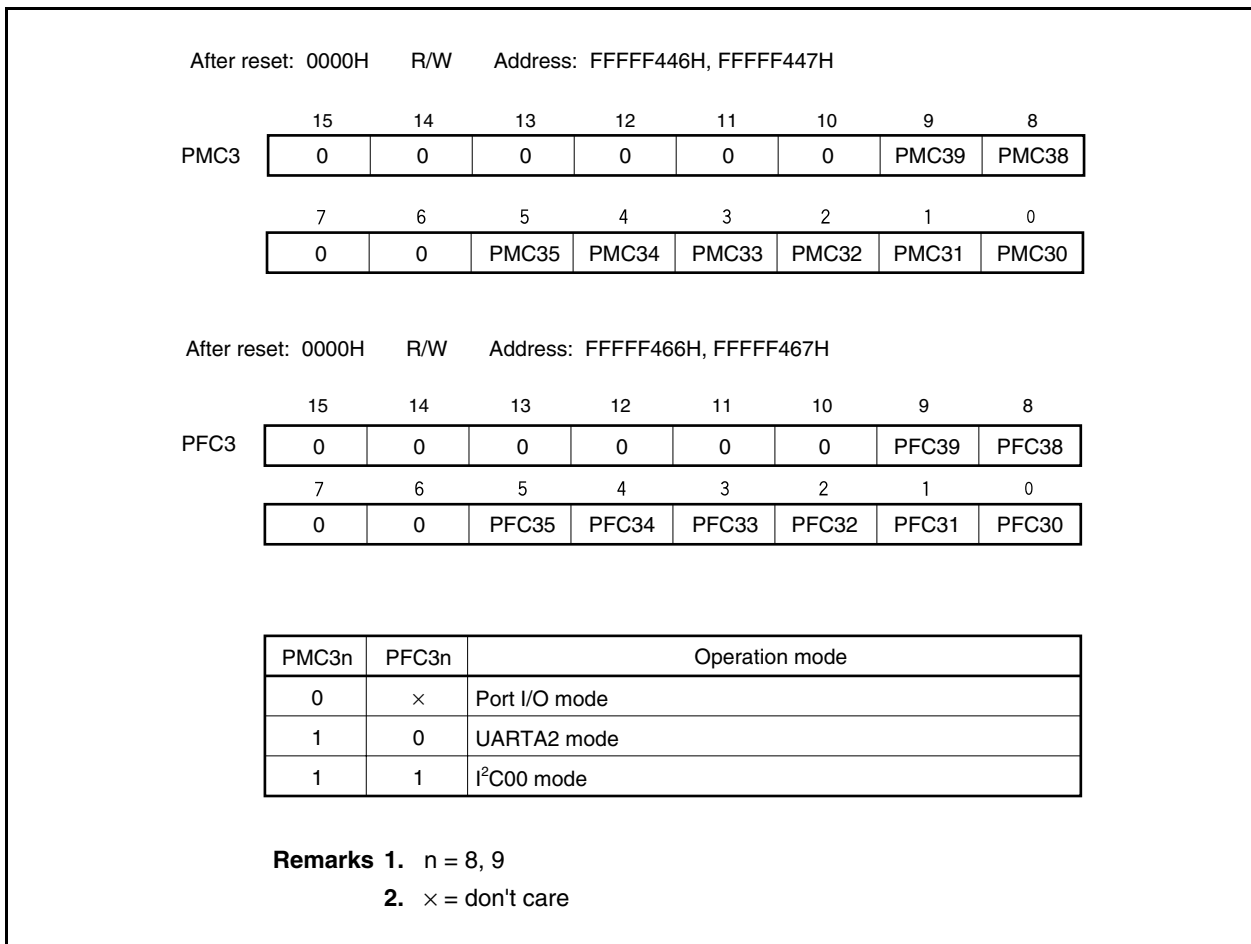 After reset: 0000H R/W Address: FFFFF446H, FFFFF447H
15 14 13 12 11 10 9 8
PMC3 0 0 0 0 0 0 PMC39 PMC38
7 6 5 4 3 2 1 0
0 0 PMC35 PMC34 PMC33 PMC32 PMC31 PMC30
After reset: 0000H R/W Address: FFFFF466H, FFFFF467H
15 14 13 12 11 10 9 8
PFC3 0 0 0 0 0 0 PFC39 PFC38
7 6 5 4 3 2 1 0
0 0 PFC35 PFC34 PFC33 PFC32 PFC31 PFC30
PMC3n PFC3n Operation mode
0 × Port I/O mode
1 0 UARTA2 mode
1 1 I²C00 mode
Remarks 1. n = 8, 9
2. × = don't care